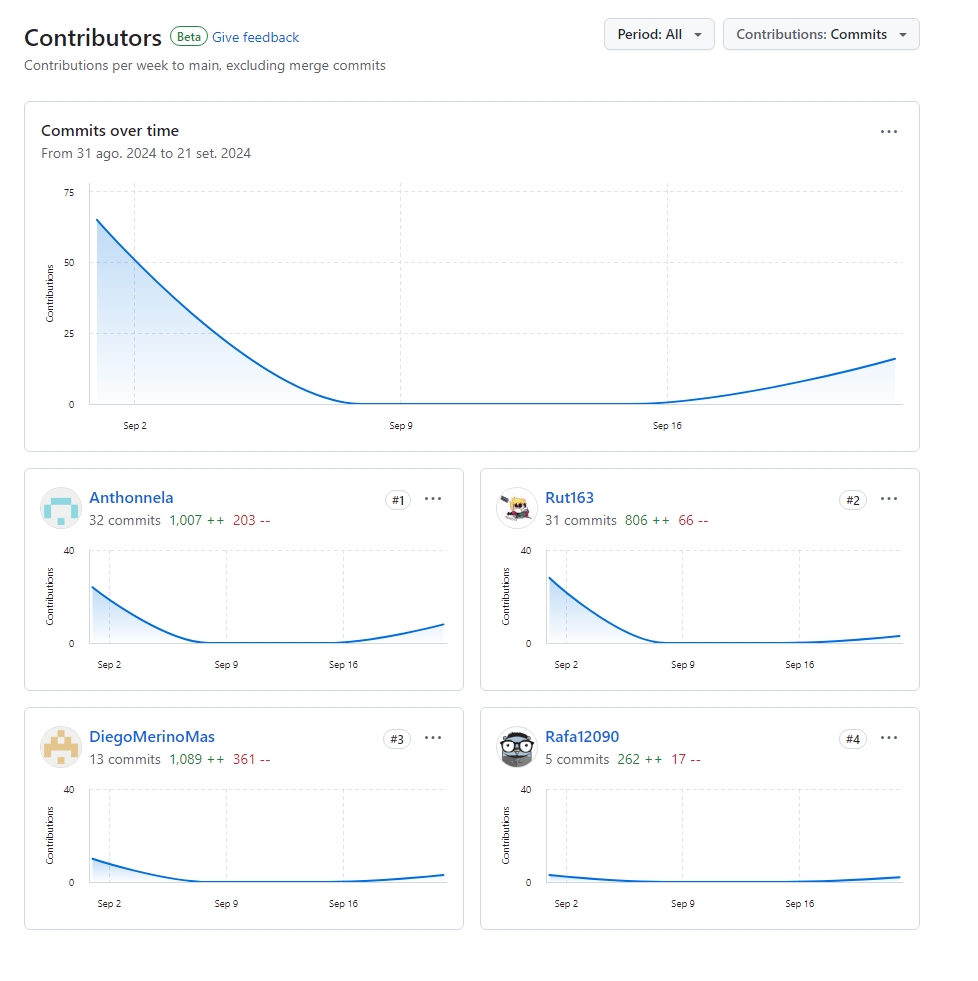 Contributors Beta Give feedback
Period: All
Contributions: Commits
Contributions per week to main, excluding merge commits
Commits over time
From 31 ago. 2024 to 21 set. 2024
Contributions
75
50
25
0
Sep 2 Sep 9 Sep 16
Anthonnela #1
32 commits 1,007 ++ 203 --
Contributions
40
0
Sep 2 Sep 9 Sep 16
Rut163 #2
31 commits 806 ++ 66 --
Contributions
40
0
Sep 2 Sep 9 Sep 16
DiegoMerinoMas #3
13 commits 1,089 ++ 361 --
Contributions
40
0
Sep 2 Sep 9 Sep 16
Rafa12090 #4
5 commits 262 ++ 17 --
Contributions
40
0
Sep 2 Sep 9 Sep 16